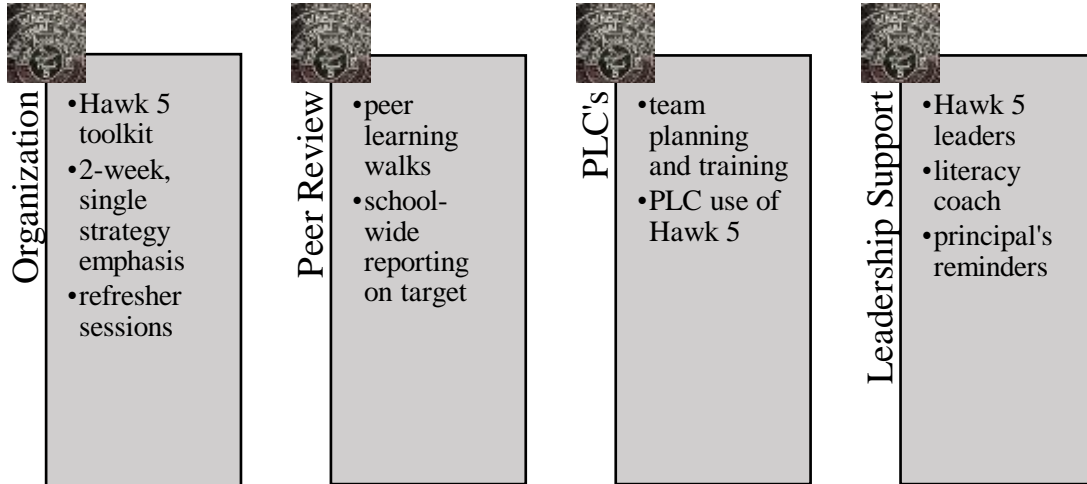 Organization
•Hawk 5
toolkit
•2-week,
single
strategy
emphasis
•refresher
sessions
Peer Review
•peer
learning
walks
•school-
wide
reporting
on target
PLC's
•team
planning
and training
•PLC use of
Hawk 5
Leadership Support
•Hawk 5
leaders
•literacy
coach
•principal's
reminders